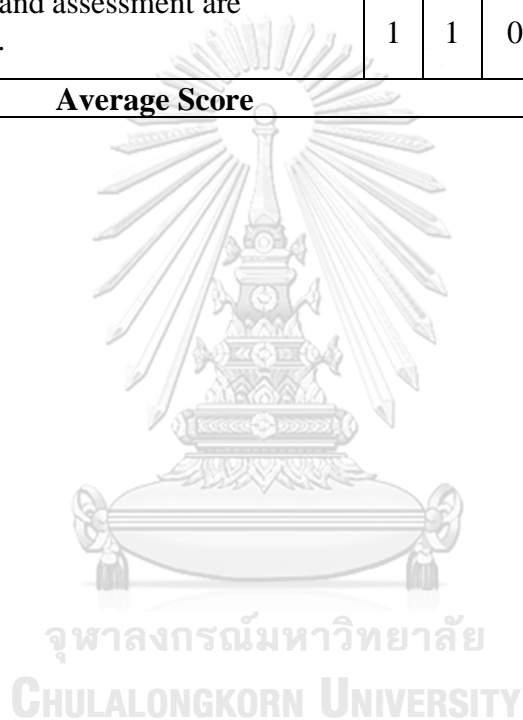 and assessment are
.
1 1 0
Average Score
จุฬาลงกรณ์มหาวิทยาลัย
CHULALONGKORN UNIVERSITY